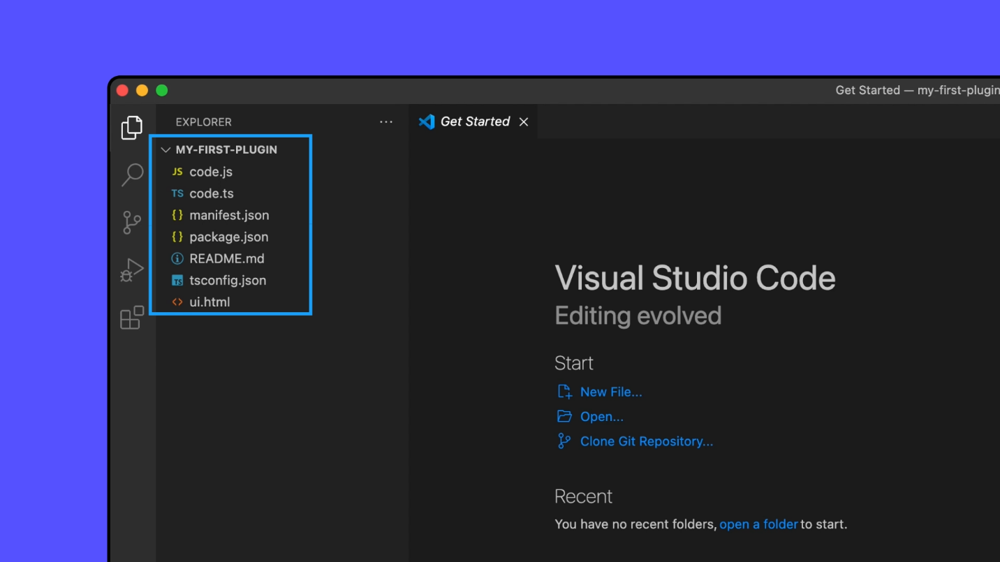 Get Started — my-first-plugin
EXPLORER
Get Started
MY-FIRST-PLUGIN
JS code.js
TS code.ts
{} manifest.json
{} package.json
README.md
TS tsconfig.json
<> ui.html
Visual Studio Code
Editing evolved
Start
New File...
Open...
Clone Git Repository...
Recent
You have no recent folders, open a folder to start.